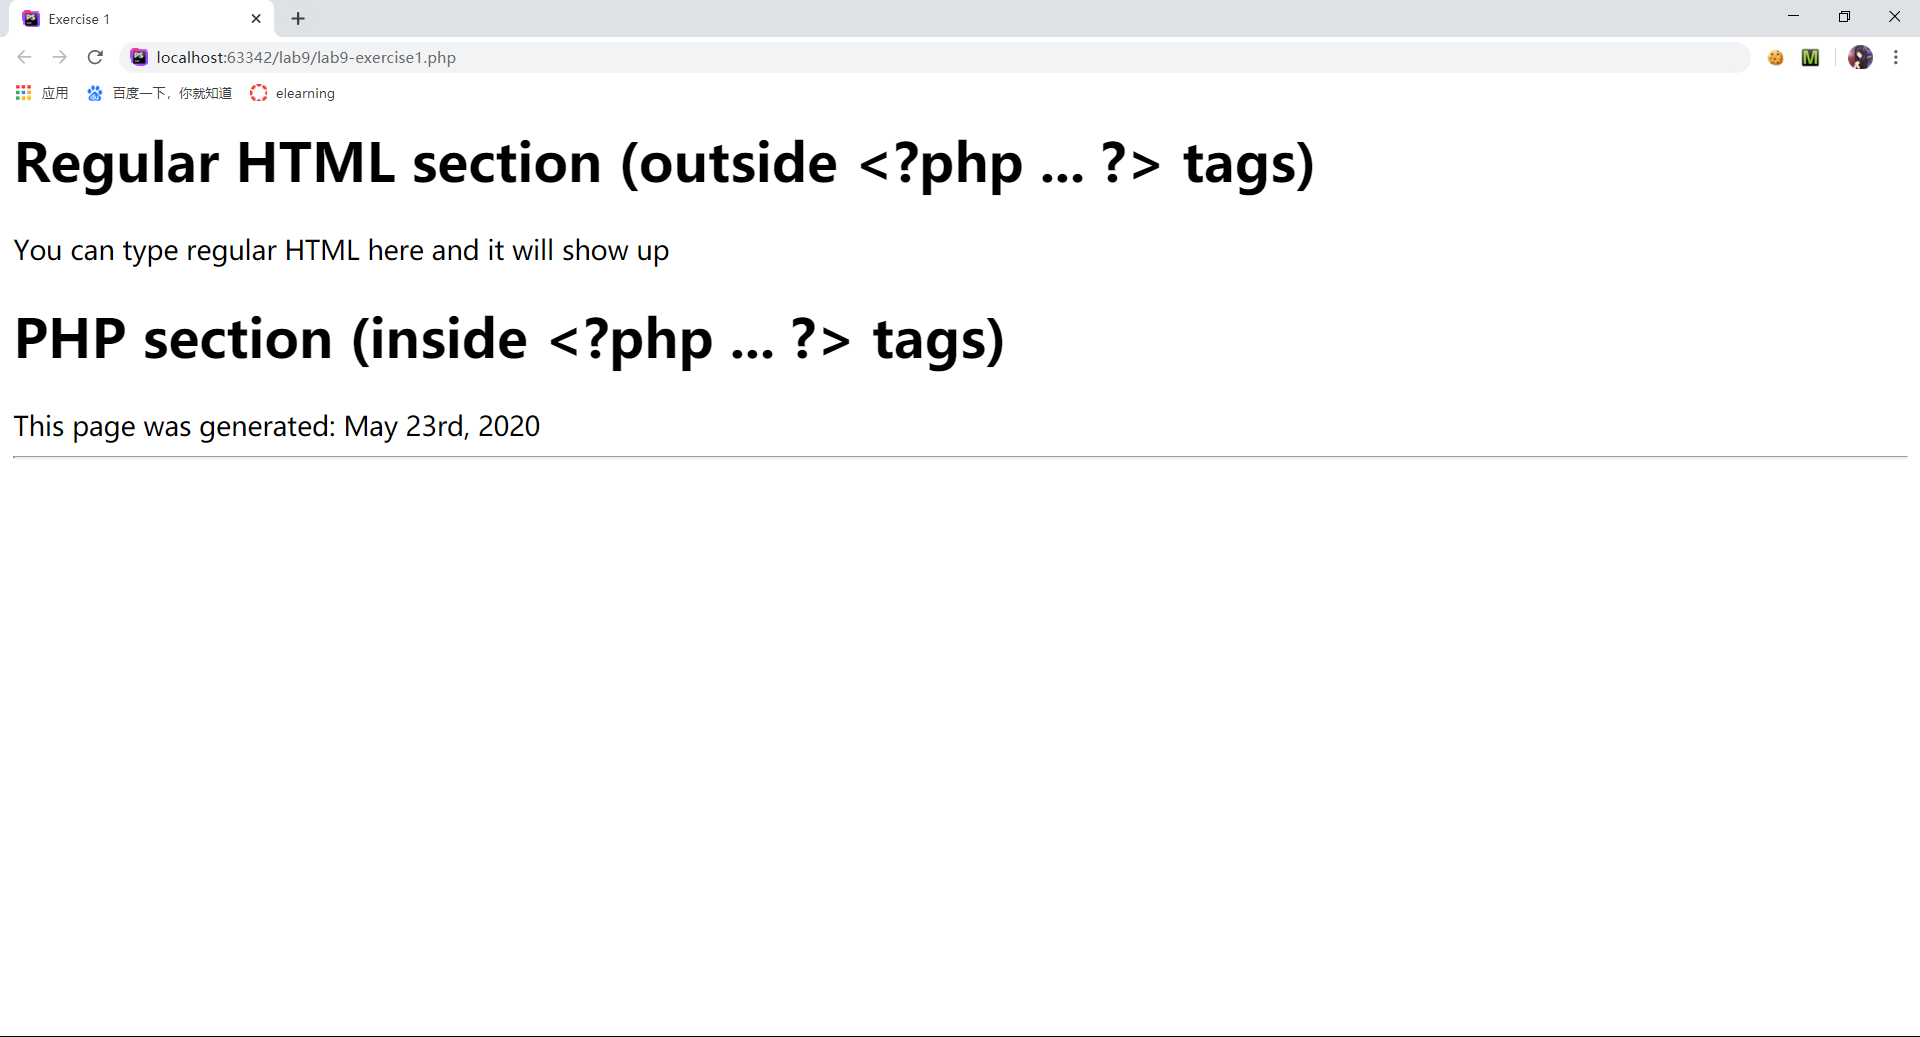 Exercise 1
localhost:63342/lab9/lab9-exercise1.php
应用 百度一下，你就知道 elearning
Regular HTML section (outside <?php ... ?> tags)
You can type regular HTML here and it will show up
PHP section (inside <?php ... ?> tags)
This page was generated: May 23rd, 2020